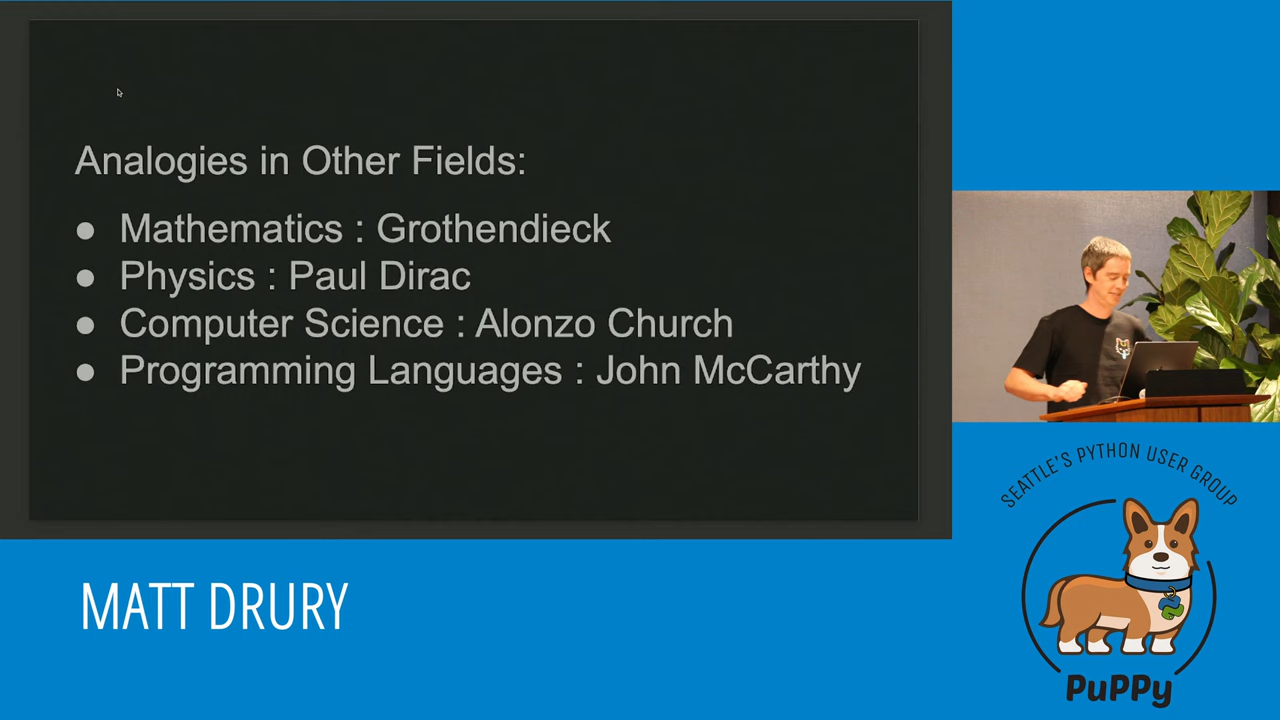 Analogies in Other Fields:
● Mathematics : Grothendieck
● Physics : Paul Dirac
● Computer Science : Alonzo Church
● Programming Languages : John McCarthy
SEATTLE'S PYTHON USER GROUP
MATT DRURY
PuPPy